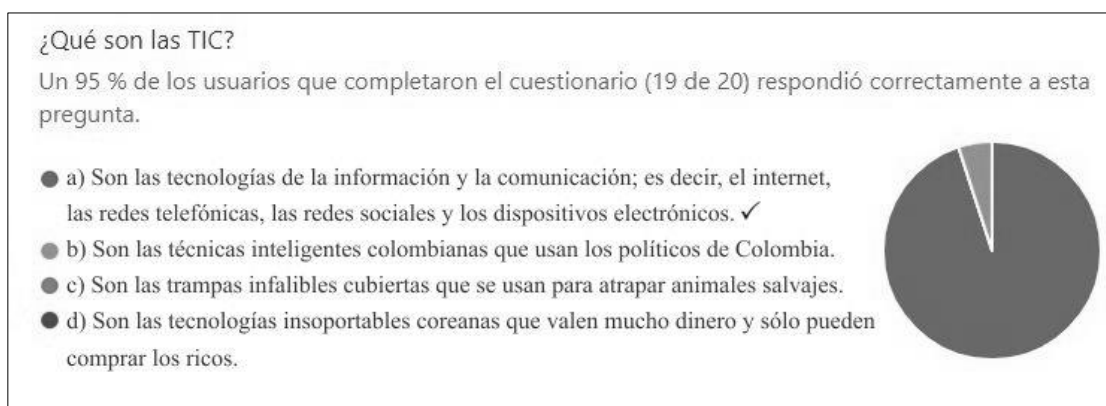 ¿Qué son las TIC?
Un 95 % de los usuarios que completaron el cuestionario (19 de 20) respondió correctamente a esta
pregunta.
a) Son las tecnologías de la información y la comunicación; es decir, el internet,
las redes telefónicas, las redes sociales y los dispositivos electrónicos. ✓
b) Son las técnicas inteligentes colombianas que usan los políticos de Colombia.
c) Son las trampas infalibles cubiertas que se usan para atrapar animales salvajes.
d) Son las tecnologías insoportables coreanas que valen mucho dinero y sólo pueden
comprar los ricos.